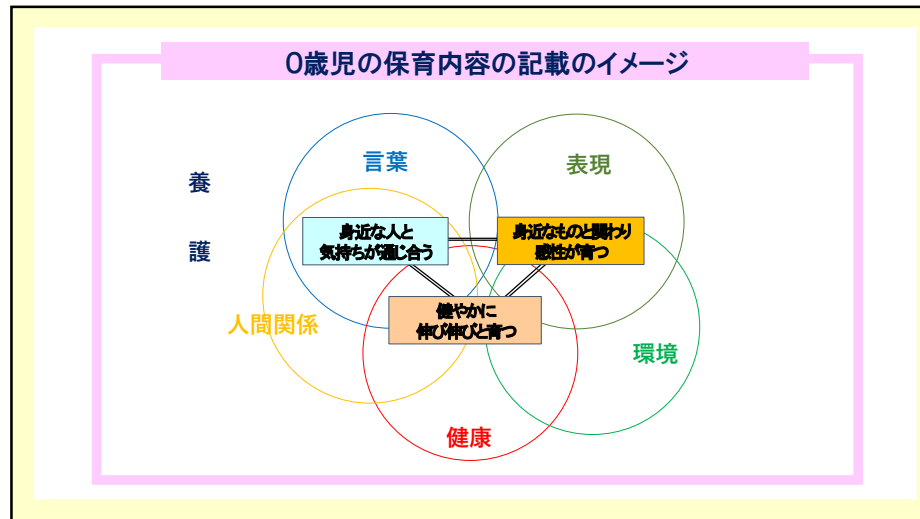 0歳児の保育内容の記載のイメージ
言葉
表現
養
護
身近な人と
気持ちが通じ合う
身近なものと関わり
感性が育つ
健やかに
伸び伸びと育つ
人間関係
環境
健康